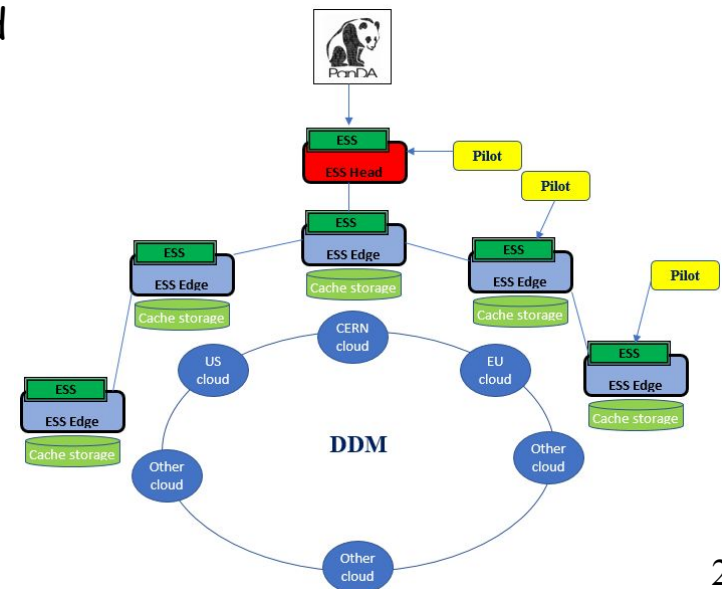 d
PanDA
ESS
ESS Head
Pilot
Pilot
ESS
ESS Edge
Cache storage
ESS
ESS Edge
Cache storage
ESS
ESS Edge
Cache storage
Pilot
ESS
ESS Edge
Cache storage
ESS
ESS Edge
Cache storage
CERN
cloud
US
cloud
EU
cloud
DDM
Other
cloud
Other
cloud
Other
cloud
2